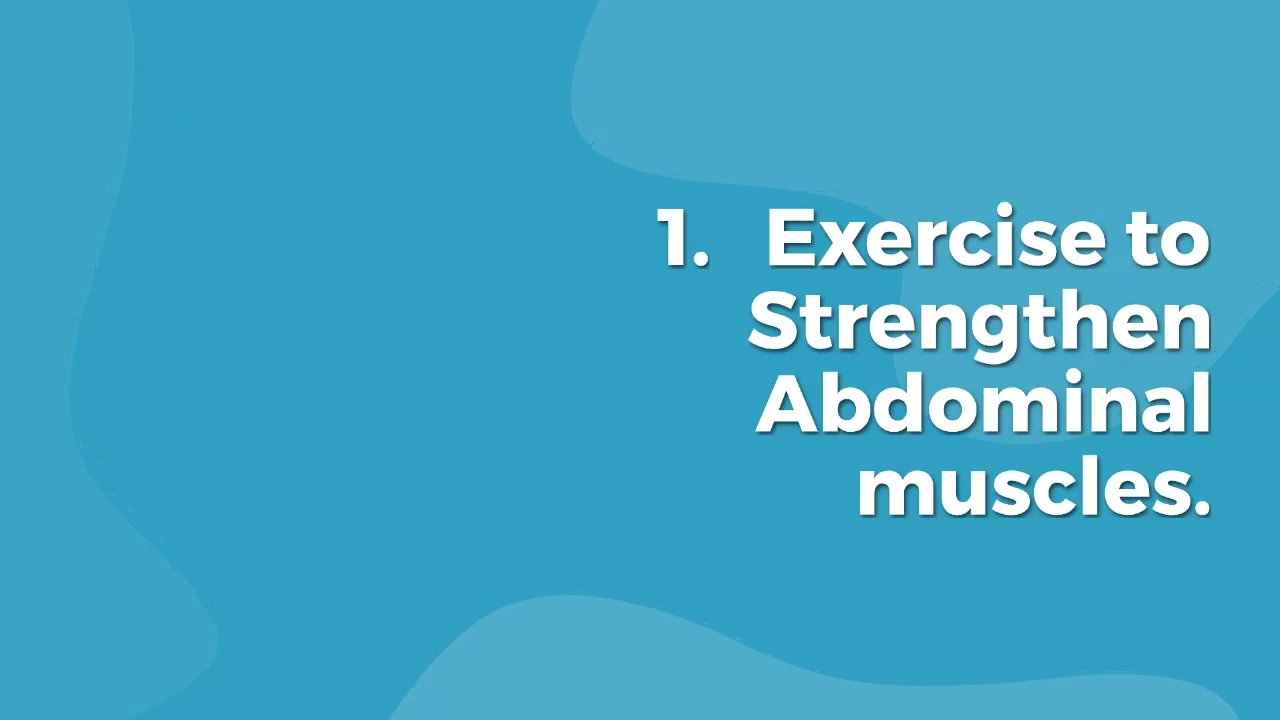 1. Exercise to
Strengthen
Abdominal
muscles.